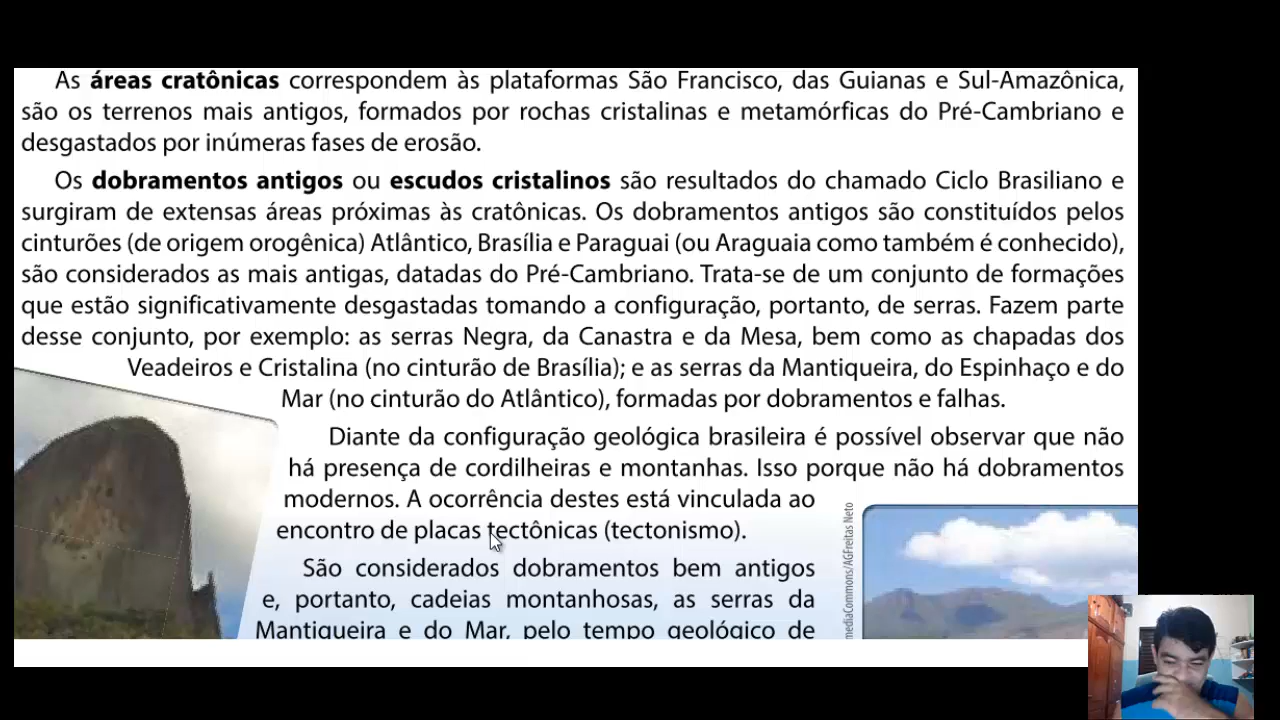 As áreas cratônicas correspondem às plataformas São Francisco, das Guianas e Sul-Amazônica,
são os terrenos mais antigos, formados por rochas cristalinas e metamórficas do Pré-Cambriano e
desgastados por inúmeras fases de erosão.
Os dobramentos antigos ou escudos cristalinos são resultados do chamado Ciclo Brasiliano e
surgiram de extensas áreas próximas às cratônicas. Os dobramentos antigos são constituídos pelos
cinturões (de origem orogênica) Atlântico, Brasília e Paraguai (ou Araguaia como também é conhecido),
são considerados as mais antigas, datadas do Pré-Cambriano. Trata-se de um conjunto de formações
que estão significativamente desgastadas tomando a configuração, portanto, de serras. Fazem parte
desse conjunto, por exemplo: as serras Negra, da Canastra e da Mesa, bem como as chapadas dos
Veadeiros e Cristalina (no cinturão de Brasília); e as serras da Mantiqueira, do Espinhaço e do
Mar (no cinturão do Atlântico), formadas por dobramentos e falhas.
Diante da configuração geológica brasileira é possível observar que não
há presença de cordilheiras e montanhas. Isso porque não há dobramentos
modernos. A ocorrência destes está vinculada ao
encontro de placas tectônicas (tectonismo).
São considerados dobramentos bem antigos
e, portanto, cadeias montanhosas, as serras da
Mantiqueira e do Mar, pelo tempo geológico de
mediaCommons/AGFreitas Neto